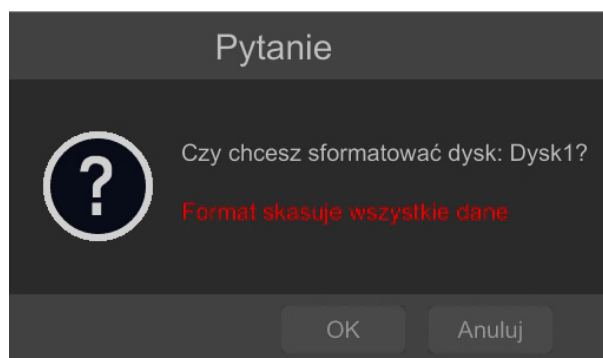 Pytanie
?
Czy chcesz sformatować dysk: Dysk1?
Format skasuje wszystkie dane
OK Anuluj